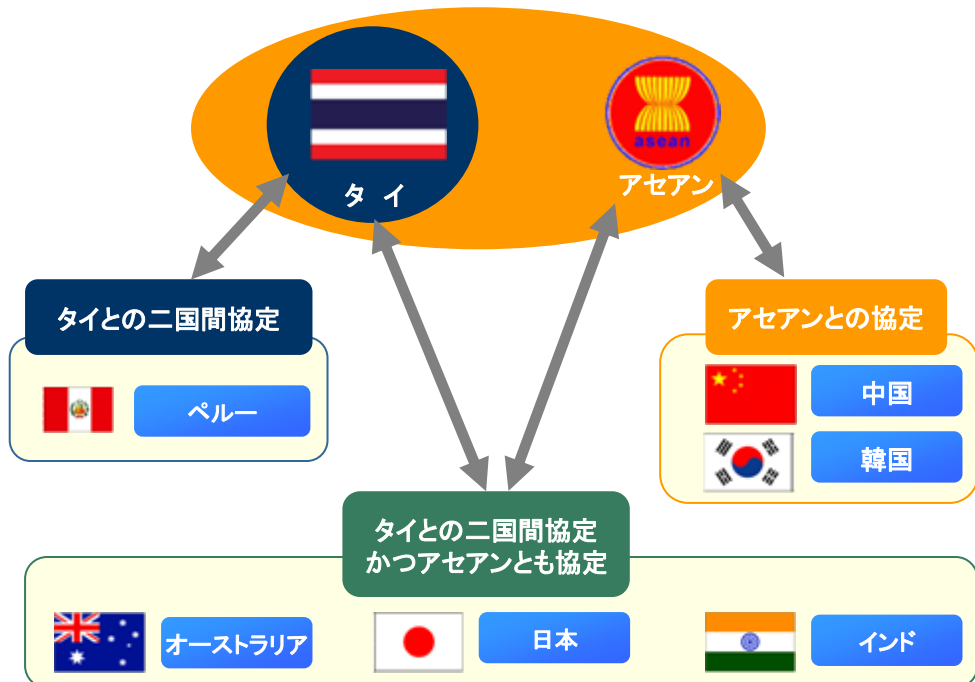 asean
タイ
アセアン
タイとの二国間協定
アセアンとの協定
ペルー
中国
韓国
タイとの二国間協定
かつアセアンとも協定
オーストラリア
日本
インド